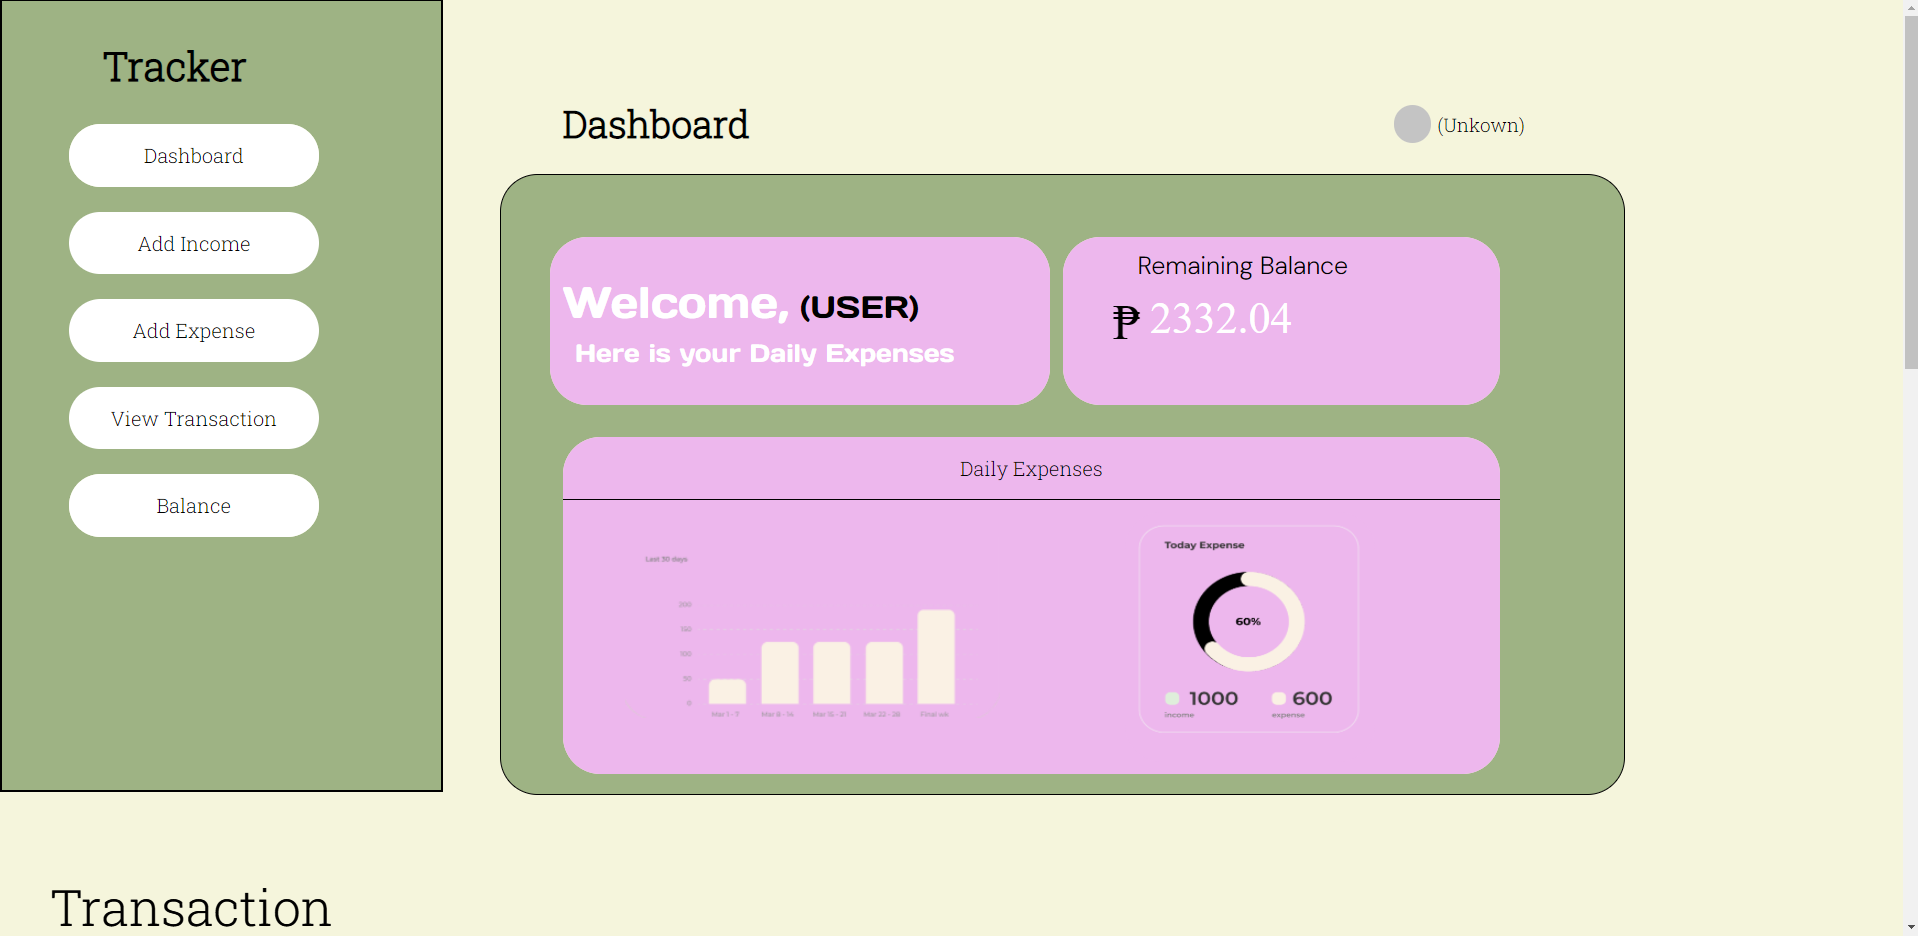 Tracker
Dashboard
Add Income
Add Expense
View Transaction
Balance
Dashboard
(Unkown)
Welcome, (USER)
Here is your Daily Expenses
Remaining Balance
₱ 2332.04
Daily Expenses
Last 30 days
200
150
100
50
0
Mar 1 - 7
Mar 8 - 14
Mar 15 - 21
Mar 22 - 28
Final wk
Today Expense
60%
1000
Income
600
expense
Transaction